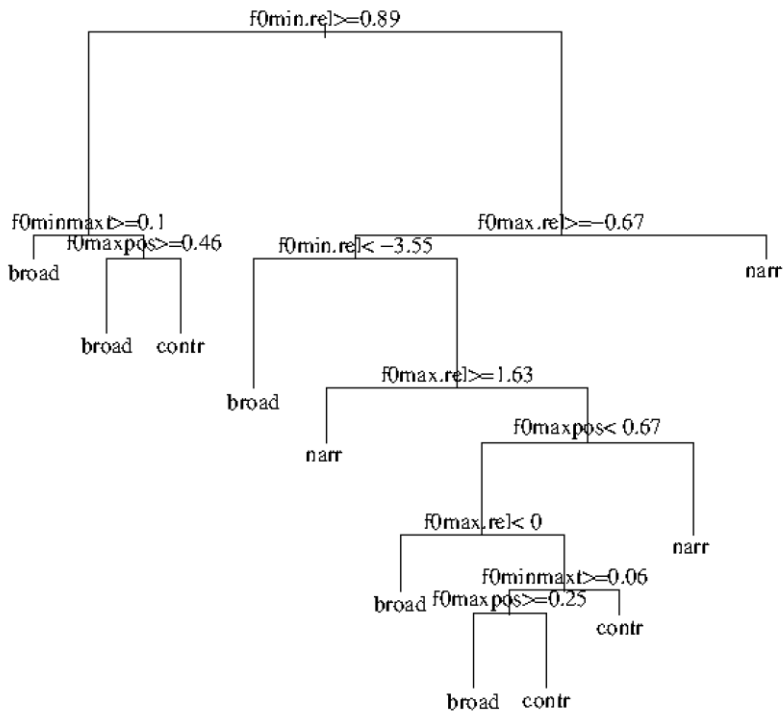 f0min.rel>=0.89
f0minmaxt>=0.1
f0max.rel>=−0.67
f0maxpos>=0.46
f0min.rel< −3.55
broad
narr
broad
contr
f0max.rel>=1.63
broad
f0maxpos< 0.67
narr
f0max.rel< 0
narr
f0minmaxt>=0.06
broad
f0maxpos>=0.25
contr
broad
contr